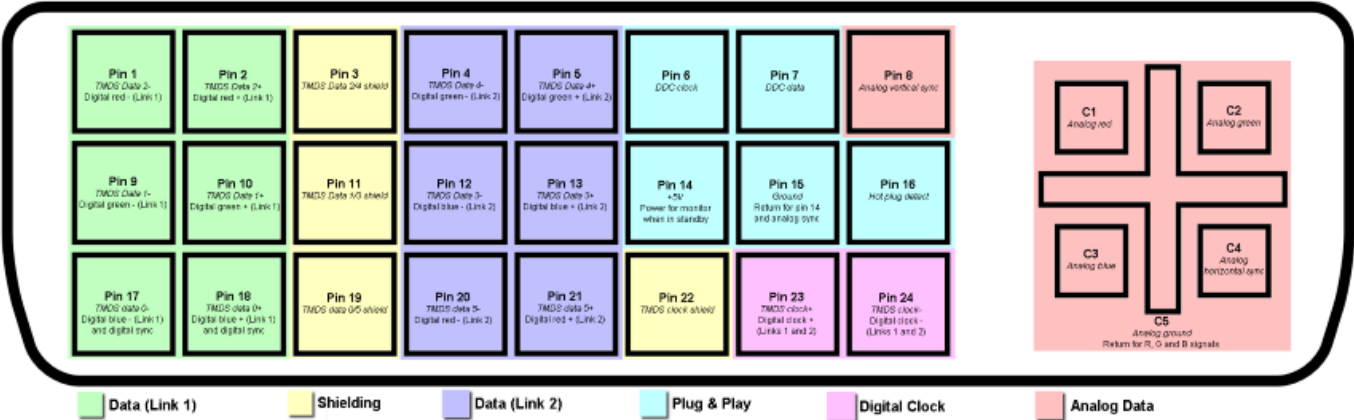 Pin 1
TMDS Data 2-
Digital red - (Link 1)
Pin 2
TMDS Data 2+
Digital red + (Link 1)
Pin 3
TMDS Data 2/4 shield
Pin 4
TMDS Data 4-
Digital green - (Link 2)
Pin 5
TMDS Data 4+
Digital green + (Link 2)
Pin 6
DDC clock
Pin 7
DDC data
Pin 8
Analog vertical sync
Pin 9
TMDS Data 1-
Digital green - (Link 1)
Pin 10
TMDS Data 1+
Digital green + (Link 1)
Pin 11
TMDS Data 1/3 shield
Pin 12
TMDS Data 3-
Digital blue - (Link 2)
Pin 13
TMDS Data 3+
Digital blue + (Link 2)
Pin 14
+5V
Power for monitor
when in standby
Pin 15
Ground
Return for pin 14
and analog sync
Pin 16
Hot plug detect
Pin 17
TMDS data 0-
Digital blue - (Link 1)
and digital sync
Pin 18
TMDS data 0+
Digital blue + (Link 1)
and digital sync
Pin 19
TMDS data 0/5 shield
Pin 20
TMDS data 5-
Digital red - (Link 2)
Pin 21
TMDS data 5+
Digital red + (Link 2)
Pin 22
TMDS clock shield
Pin 23
TMDS clock+
Digital clock +
(Links 1 and 2)
Pin 24
TMDS clock-
Digital clock -
(Links 1 and 2)
C1
Analog red
C2
Analog green
C3
Analog blue
C4
Analog
horizontal sync
C5
Analog ground
Return for R, G and B signals
Data (Link 1)
Shielding
Data (Link 2)
Plug & Play
Digital Clock
Analog Data